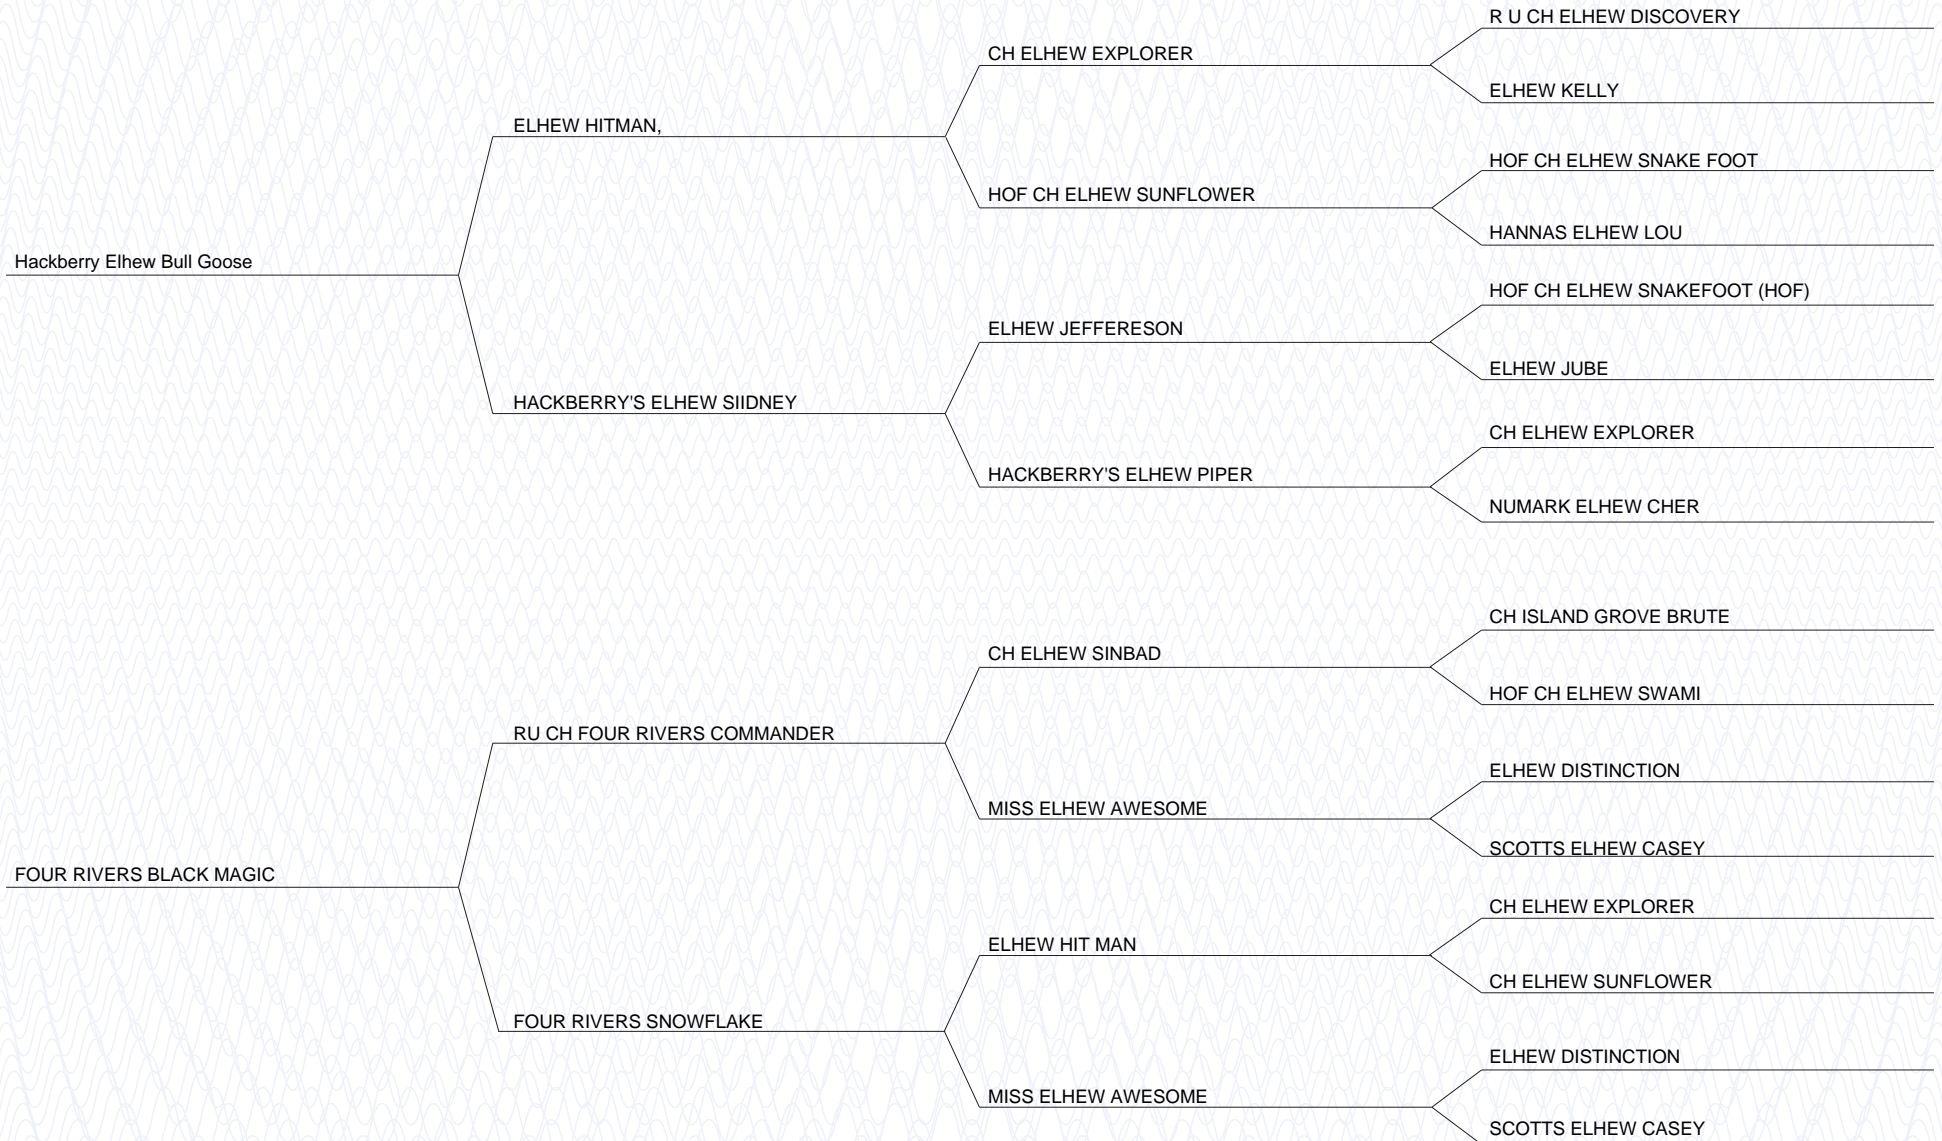 R U CH ELHEW DISCOVERY
CH ELHEW EXPLORER
ELHEW KELLY
ELHEW HITMAN,
HOF CH ELHEW SNAKE FOOT
HOF CH ELHEW SUNFLOWER
HANNAS ELHEW LOU
Hackberry Elhew Bull Goose
HOF CH ELHEW SNAKEFOOT (HOF)
ELHEW JEFFERESON
ELHEW JUBE
HACKBERRY'S ELHEW SIIDNEY
CH ELHEW EXPLORER
HACKBERRY'S ELHEW PIPER
NUMARK ELHEW CHER
CH ISLAND GROVE BRUTE
CH ELHEW SINBAD
HOF CH ELHEW SWAMI
RU CH FOUR RIVERS COMMANDER
ELHEW DISTINCTION
MISS ELHEW AWESOME
SCOTTS ELHEW CASEY
FOUR RIVERS BLACK MAGIC
CH ELHEW EXPLORER
ELHEW HIT MAN
CH ELHEW SUNFLOWER
FOUR RIVERS SNOWFLAKE
ELHEW DISTINCTION
MISS ELHEW AWESOME
SCOTTS ELHEW CASEY